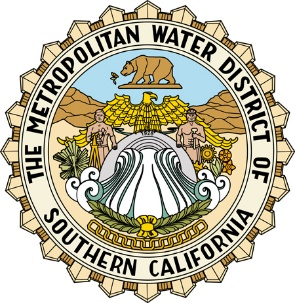 THE METROPOLITAN WATER DISTRICT OF
SOUTHERN CALIFORNIA